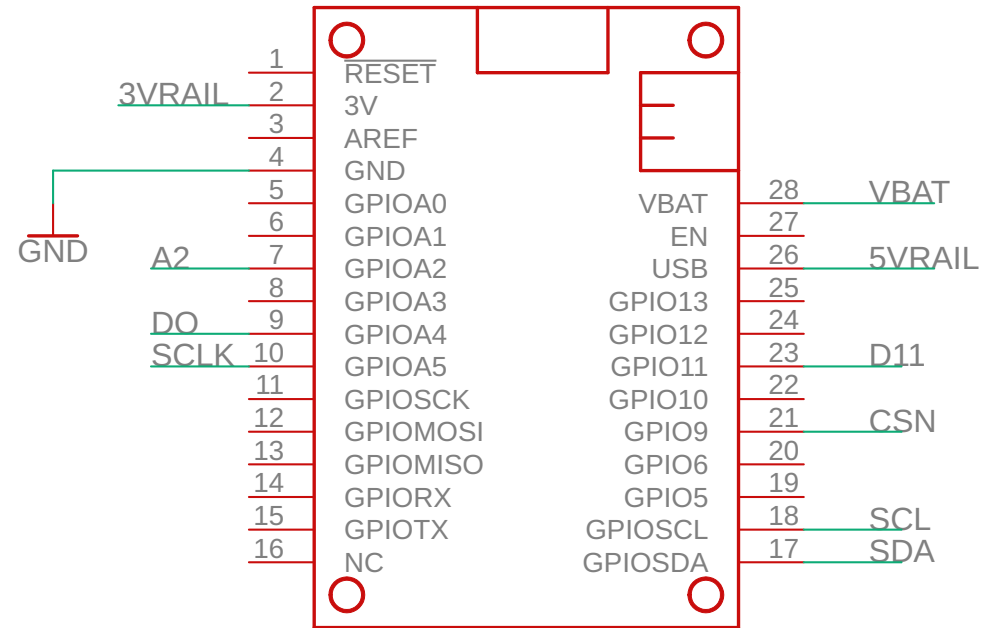 1 RESET
3VRAIL 2 3V
3 AREF
4 GND
5 GPIOA0 VBAT 28 VBAT
6 GPIOA1 EN 27
GND
A2 7 GPIOA2 USB 26 5VRAIL
8 GPIOA3 GPIO13 25
DO 9 GPIOA4 GPIO12 24
SCLK 10 GPIOA5 GPIO11 23 D11
11 GPIOSCK GPIO10 22
12 GPIOMOSI GPIO9 21 CSN
13 GPIOMISO GPIO6 20
14 GPIORX GPIO5 19
15 GPIOTX GPIOSCL 18 SCL
16 NC GPIOSDA 17 SDA